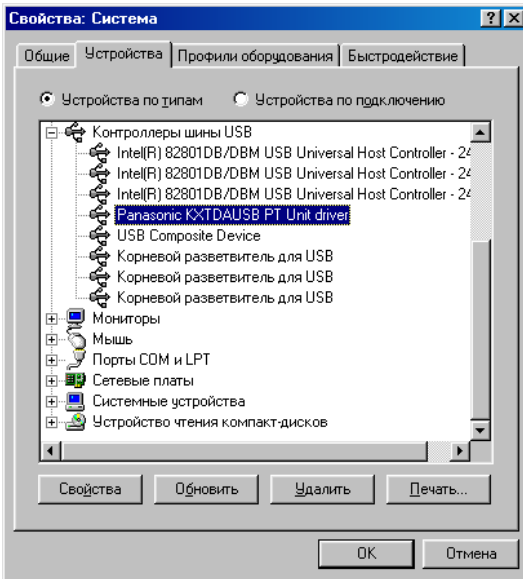 Свойства: Система
Общие Устройства Профили оборудования Быстродействие
Устройства по типам Устройства по подключению
Контроллеры шины USB
Intel(R) 82801DB/DBM USB Universal Host Controller - 24
Intel(R) 82801DB/DBM USB Universal Host Controller - 24
Intel(R) 82801DB/DBM USB Universal Host Controller - 24
Panasonic KXTDAUSB PT Unit driver
USB Composite Device
Корневой разветвитель для USB
Корневой разветвитель для USB
Корневой разветвитель для USB
Мониторы
Мышь
Порты COM и LPT
Сетевые платы
Системные устройства
Устройство чтения компакт-дисков
Свойства Обновить Удалить Печать...
OK Отмена